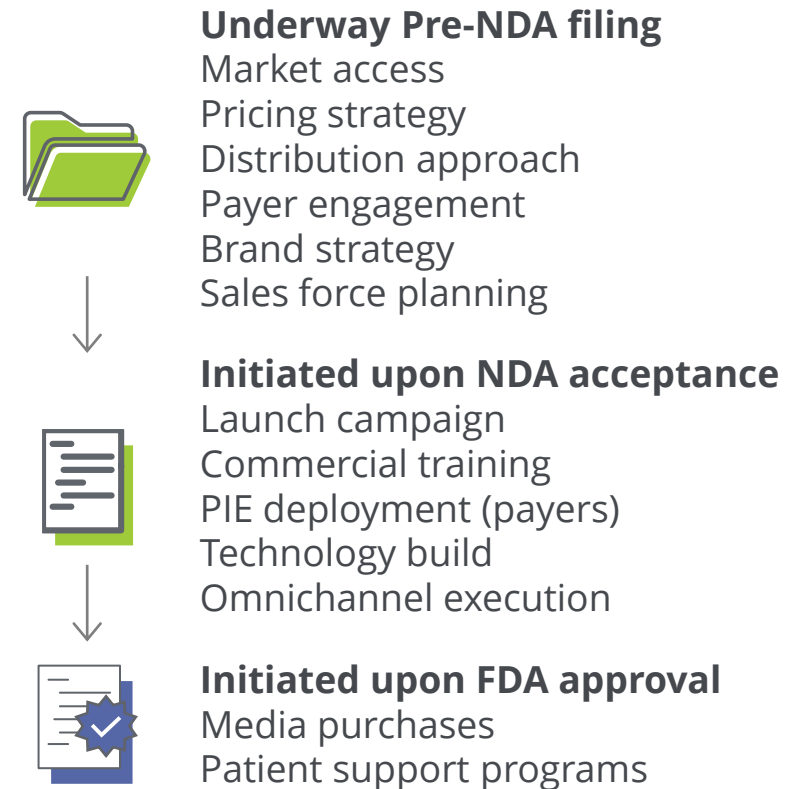 Underway Pre-NDA filing
Market access
Pricing strategy
Distribution approach
Payer engagement
Brand strategy
Sales force planning
Initiated upon NDA acceptance
Launch campaign
Commercial training
PIE deployment (payers)
Technology build
Omnichannel execution
Initiated upon FDA approval
Media purchases
Patient support programs